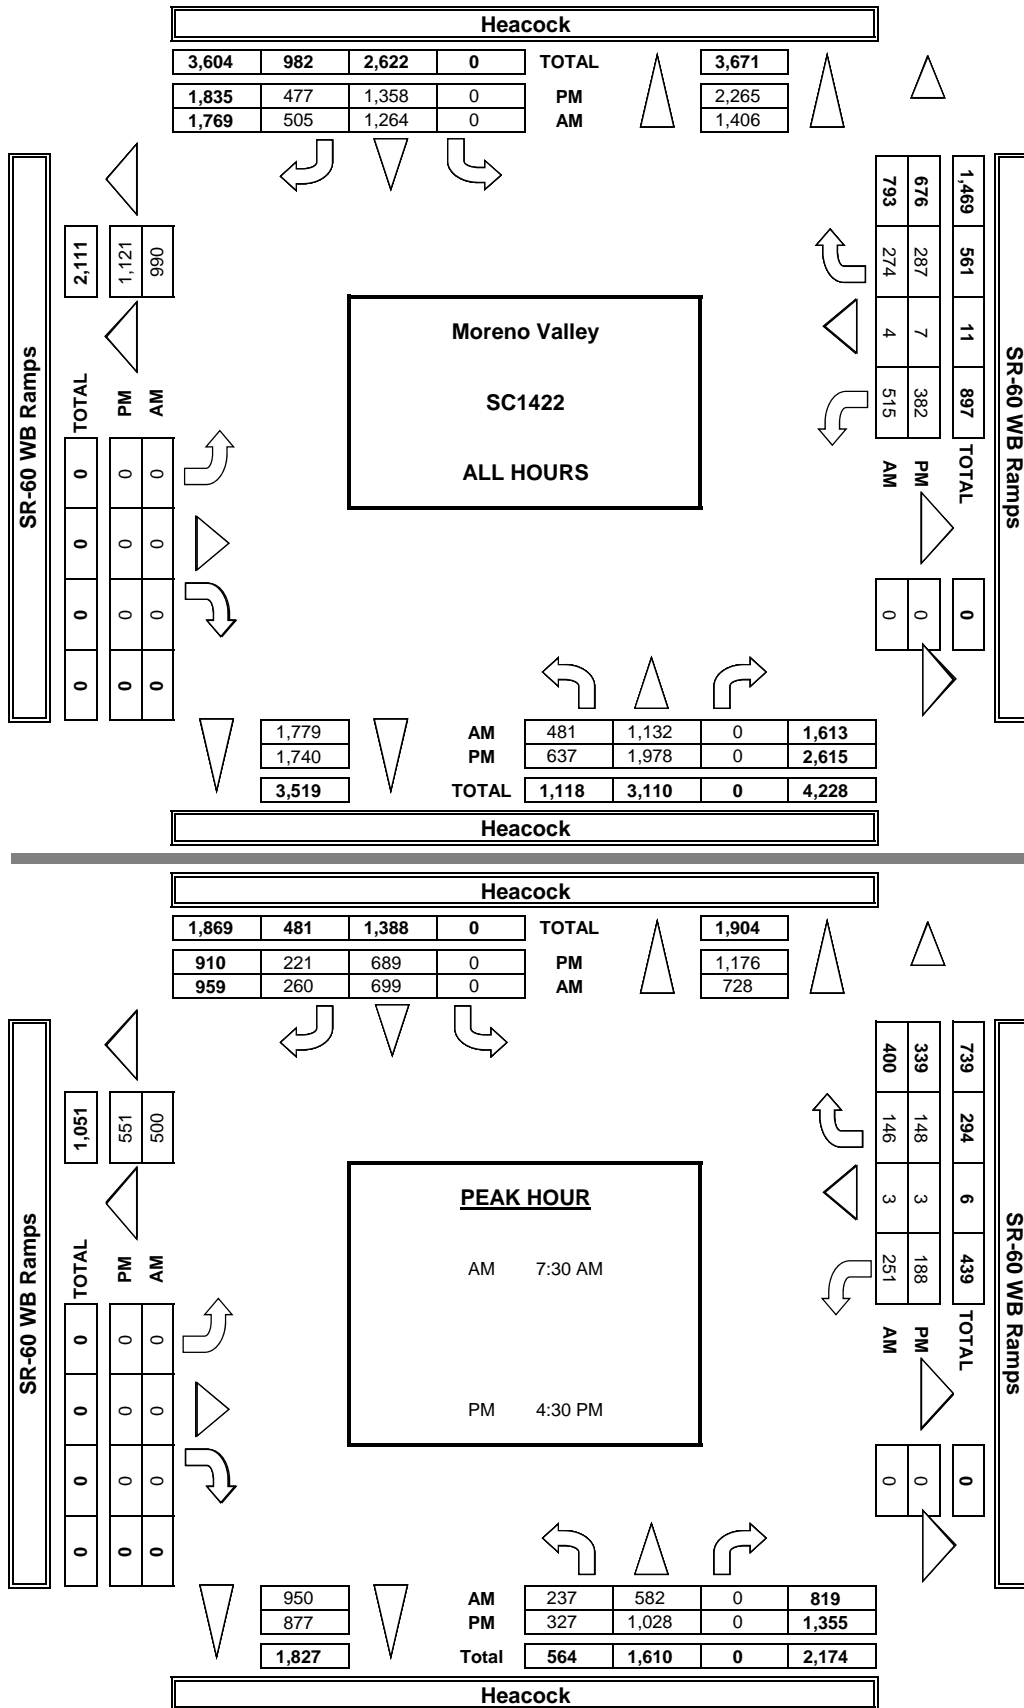 Heacock
3,604 982 2,622 0 TOTAL 3,671
1,835 477 1,358 0 PM 2,265
1,769 505 1,264 0 AM 1,406
SR-60 WB Ramps
2,111 1,121 990
TOTAL PM AM
0 0 0
0 0 0
0 0 0
0 0 0
Moreno Valley
SC1422
ALL HOURS
793 676 1,469
274 287 561
4 7 11
515 382 897
AM PM TOTAL
0 0 0
SR-60 WB Ramps
1,779 AM 481 1,132 0 1,613
1,740 PM 637 1,978 0 2,615
3,519 TOTAL 1,118 3,110 0 4,228
Heacock
Heacock
1,869 481 1,388 0 TOTAL 1,904
910 221 689 0 PM 1,176
959 260 699 0 AM 728
SR-60 WB Ramps
1,051 551 500
TOTAL PM AM
0 0 0
0 0 0
0 0 0
0 0 0
PEAK HOUR
AM 7:30 AM
PM 4:30 PM
400 339 739
146 148 294
3 3 6
251 188 439
AM PM TOTAL
0 0 0
SR-60 WB Ramps
950 AM 237 582 0 819
877 PM 327 1,028 0 1,355
1,827 Total 564 1,610 0 2,174
Heacock